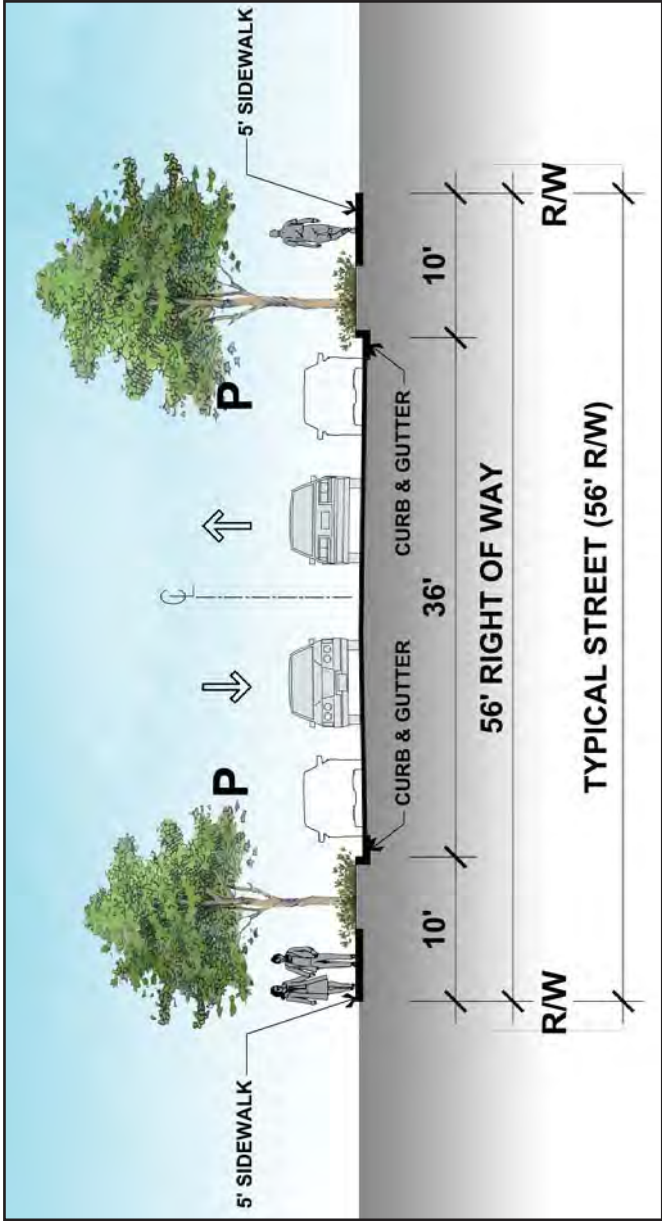 5' SIDEWALK
5' SIDEWALK
P
P
℄
CURB & GUTTER
CURB & GUTTER
10'
36'
10'
56' RIGHT OF WAY
R/W
R/W
TYPICAL STREET (56' R/W)